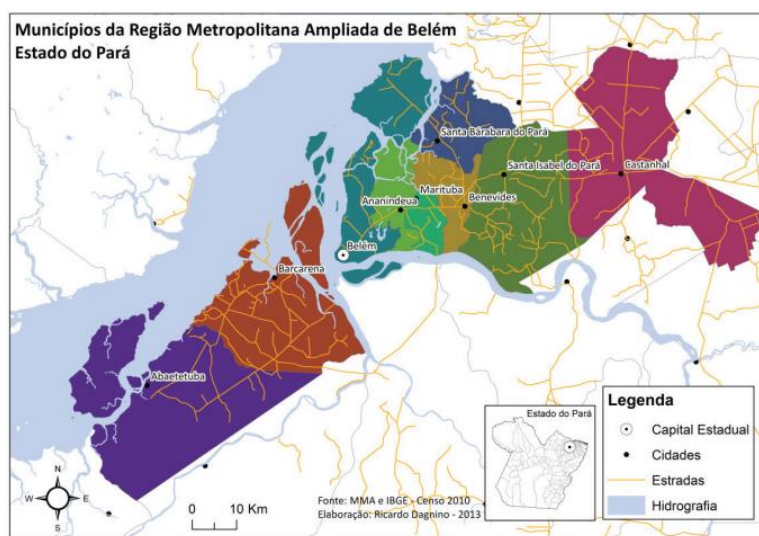 Municípios da Região Metropolitana Ampliada de Belém
Estado do Pará
Santa Bárabara do Pará
Santa Isabel do Pará
Castanhal
Marituba
Ananindeua
Benevides
Belém
Barcarena
Abaetetuba
N
W
E
S
0
10 Km
Fonte: MMA e IBGE - Censo 2010
Elaboração: Ricardo Dagnino - 2013
Estado do Pará
Legenda
Capital Estadual
Cidades
Estradas
Hidrografia